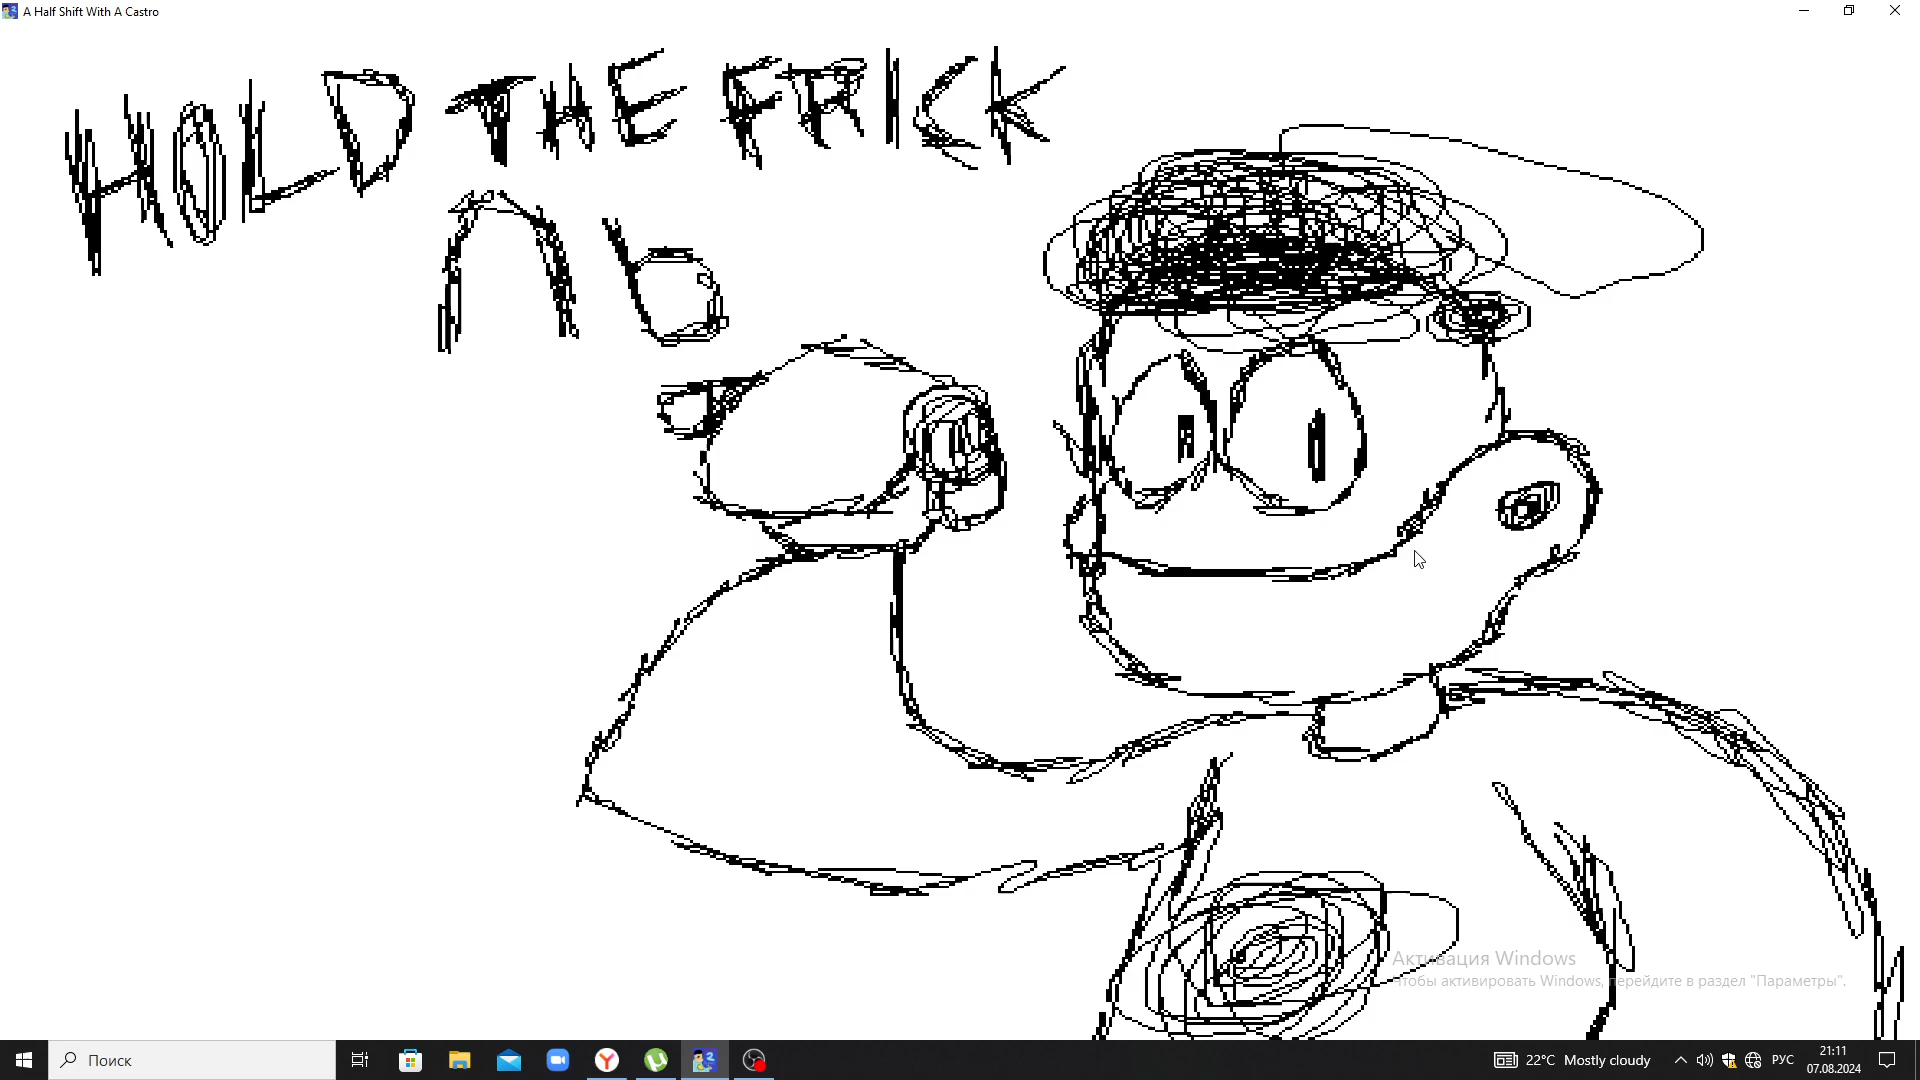 A Half Shift With A Castro
HOLD THE FRICK
Активация Windows
Чтобы активировать Windows, перейдите в раздел "Параметры".
Поиск
22°C Mostly cloudy
РУС
21:11
07.08.2024